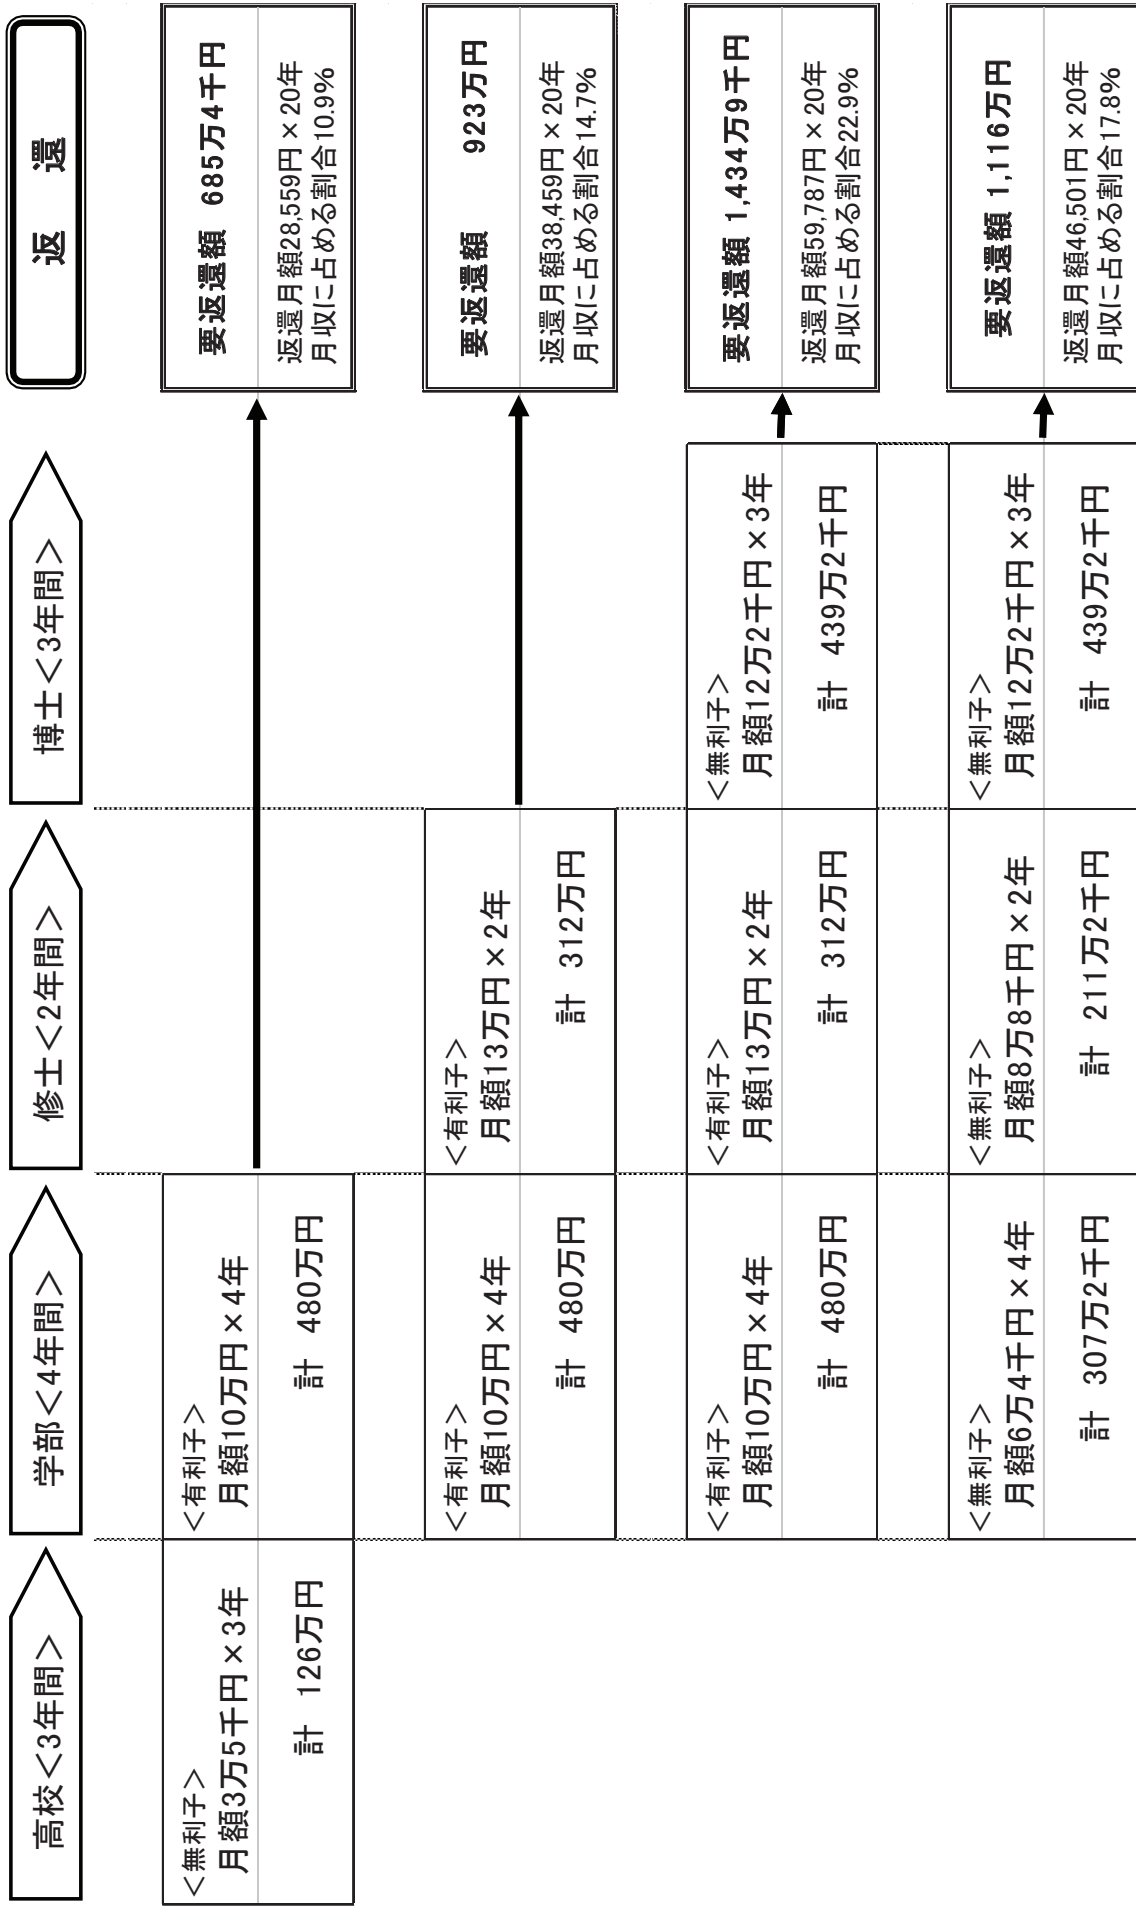 高校＜3年間＞
学部＜4年間＞
修士＜2年間＞
博士＜3年間＞
返　還
＜無利子＞
月額3万5千円×3年
計　126万円
＜有利子＞
月額10万円×4年
計　480万円
要返還額　685万4千円
返還月額28,559円×20年
月収に占める割合10.9%
＜有利子＞
月額10万円×4年
計　480万円
＜有利子＞
月額13万円×2年
計　312万円
要返還額　　923万円
返還月額38,459円×20年
月収に占める割合14.7%
＜有利子＞
月額10万円×4年
計　480万円
＜有利子＞
月額13万円×2年
計　312万円
＜無利子＞
月額12万2千円×3年
計　439万2千円
要返還額　1,434万9千円
返還月額59,787円×20年
月収に占める割合22.9%
＜無利子＞
月額6万4千円×4年
計　307万2千円
＜無利子＞
月額8万8千円×2年
計　211万2千円
＜無利子＞
月額12万2千円×3年
計　439万2千円
要返還額　1,116万円
返還月額46,501円×20年
月収に占める割合17.8%